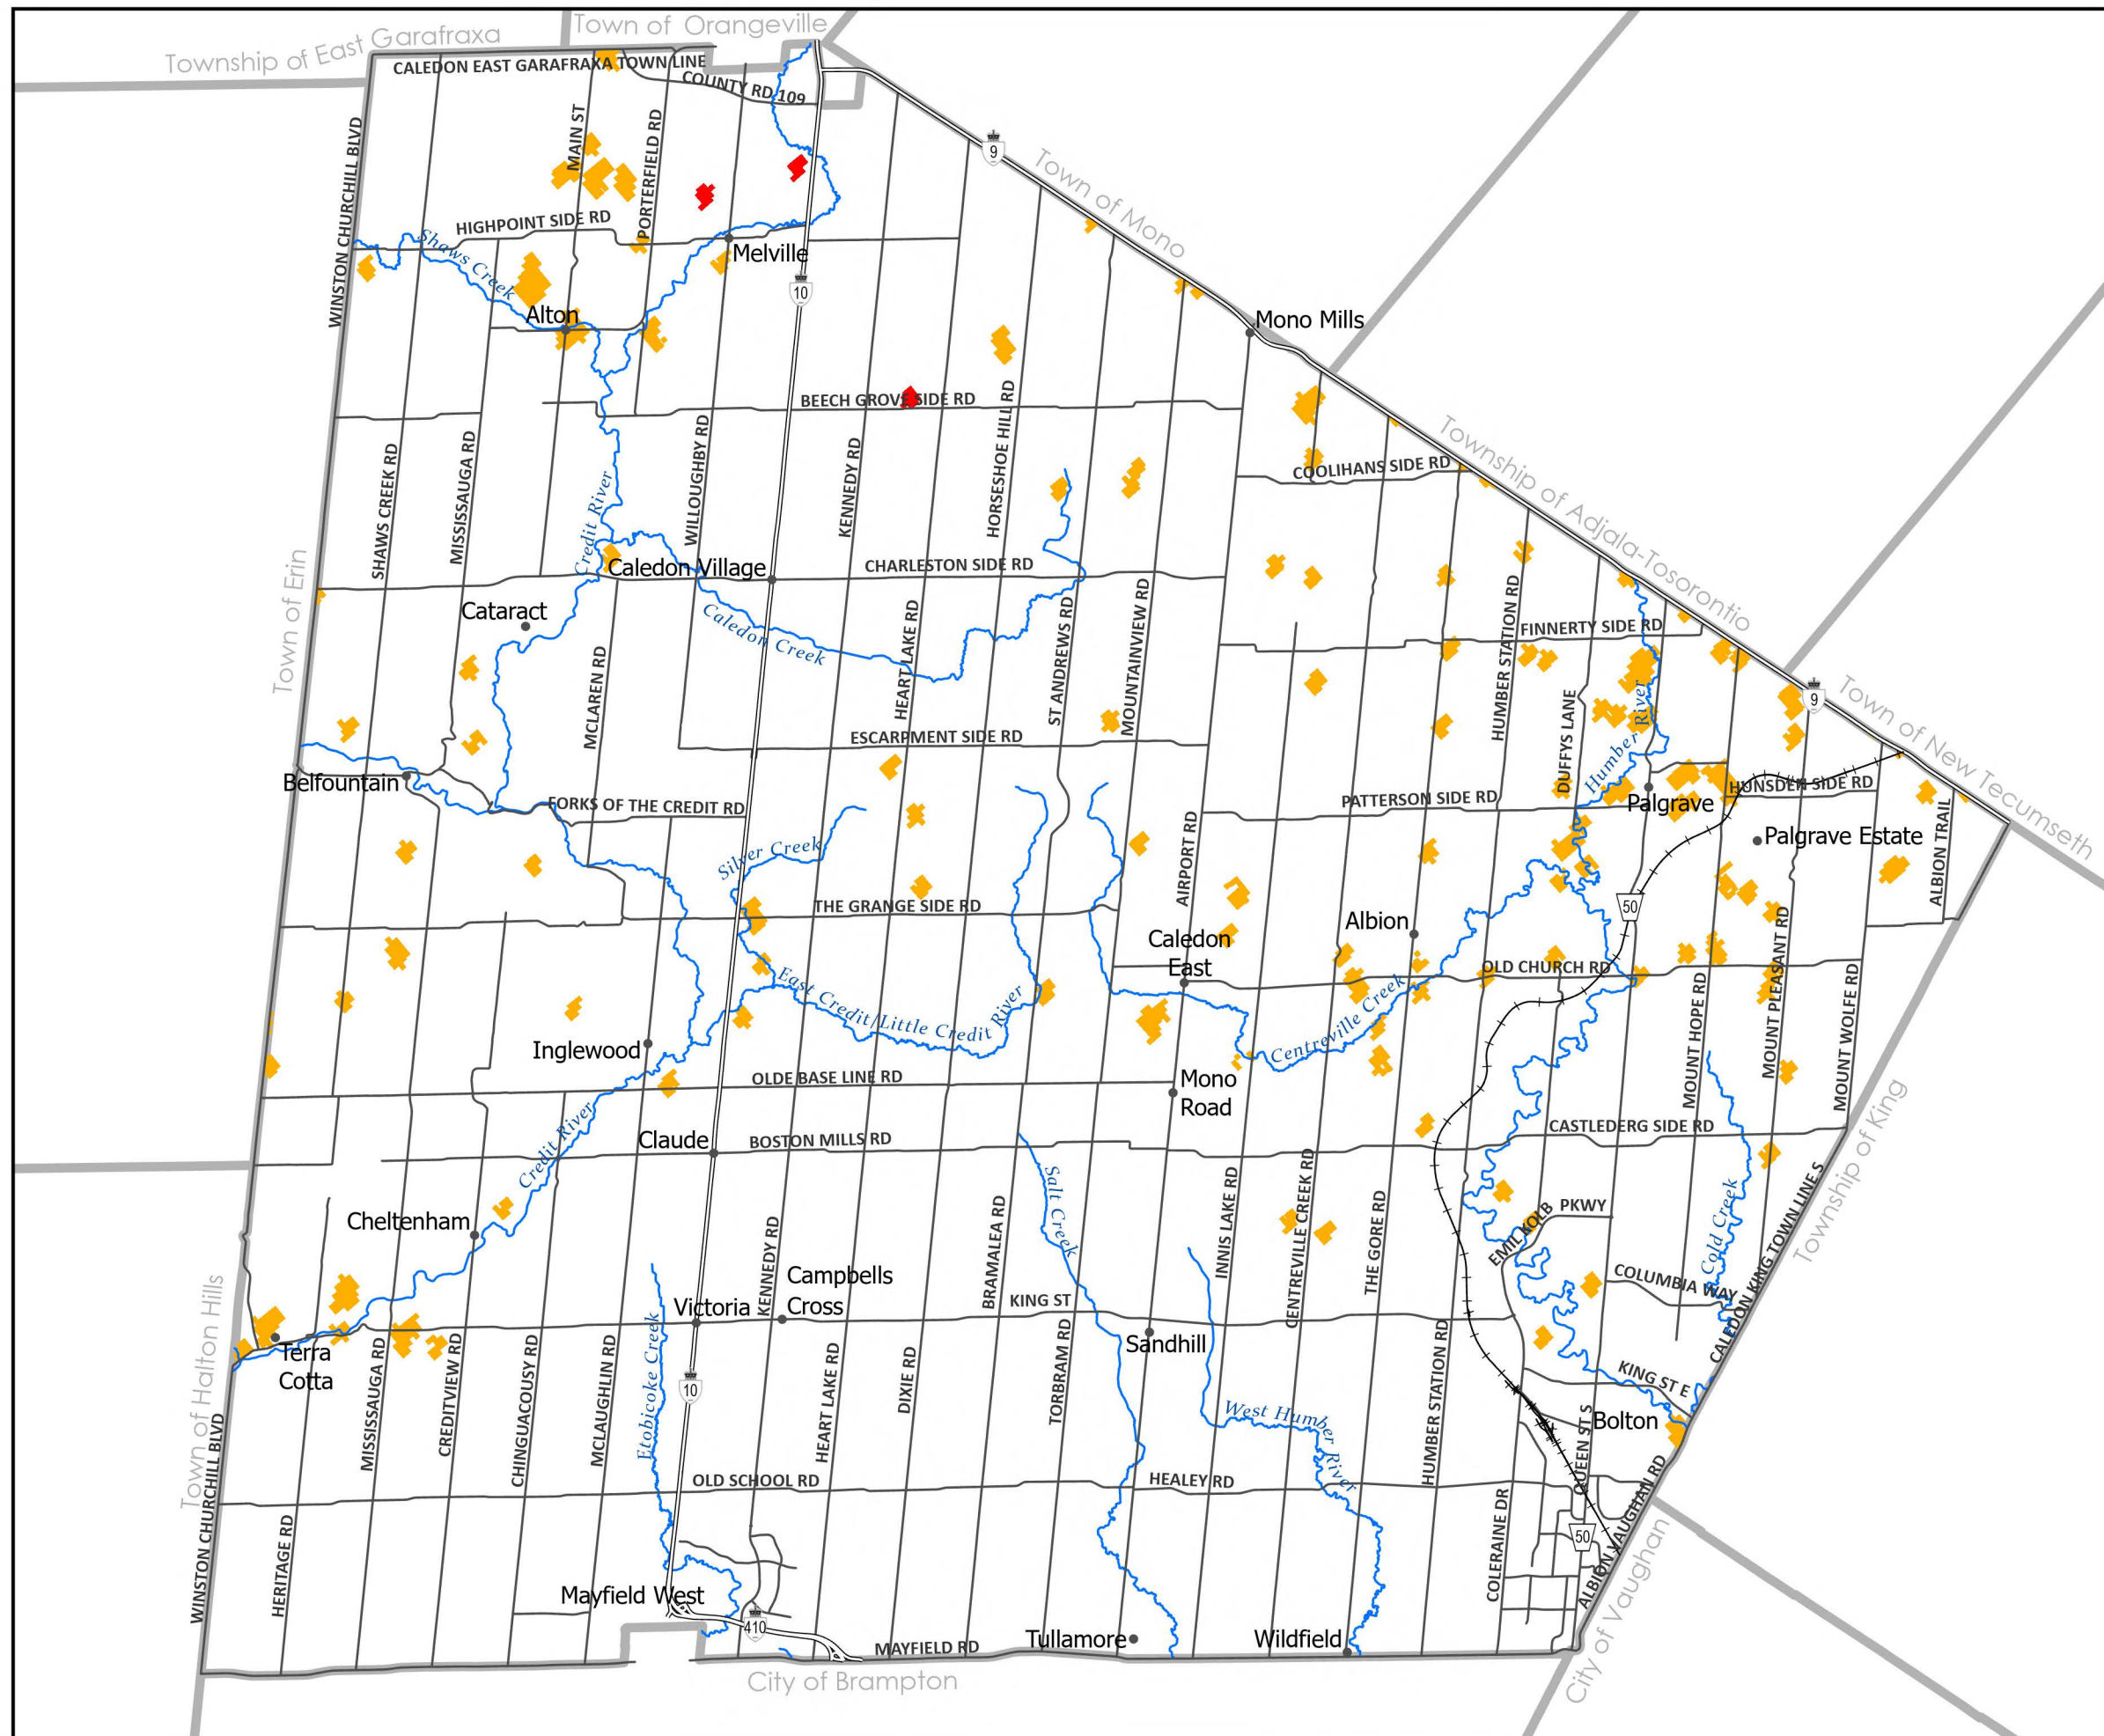 Town of Orangeville
Township of East Garafraxa
CALEDON EAST GARAFRAXA TOWN LINE
COUNTY RD 109
MAIN ST
PORTERFIELD RD
WINSTON CHURCHILL BLVD
9
Town of Mono
HIGHPOINT SIDE RD
Shaws Creek
Melville
10
Alton
Mono Mills
BEECH GROVE SIDE RD
HORSESHOE HILL RD
WILLOUGHBY RD
KENNEDY RD
SHAWS CREEK RD
MISSISSAUGA RD
Credit River
COOLIHANS SIDE RD
Township of Adjala-Tosorontio
Town of Erin
Caledon Village
CHARLESTON SIDE RD
Cataract
Caledon Creek
HEART LAKE RD
ST ANDREWS RD
MOUNTAINVIEW RD
HUMBER STATION RD
FINNERTY SIDE RD
MCLAREN RD
DUFFYS LANE
Humber River
9
Town of New Tecumseth
ESCARPMENT SIDE RD
Belfountain
FORKS OF THE CREDIT RD
PATTERSON SIDE RD
Palgrave
HUNSDEN SIDE RD
Palgrave Estate
ALBION TRAIL
Silver Creek
AIRPORT RD
THE GRANGE SIDE RD
50
Albion
Caledon
East
OLD CHURCH RD
MOUNT PLEASANT RD
MOUNT HOPE RD
MOUNT WOLFE RD
East Credit/Little Credit River
Centreville Creek
Inglewood
OLDE BASE LINE RD
Mono
Road
Township of King
Credit River
Claude
BOSTON MILLS RD
CASTLEDERG SIDE RD
Salt Creek
INNIS LAKE RD
CENTREVILLE CREEK RD
THE GORE RD
EMIL KOLB PKWY
Cold Creek
CALEDON KING TOWN LINE S
Cheltenham
BRAMALEA RD
KENNEDY RD
Campbells
Cross
COLUMBIA WAY
Town of Halton Hills
Victoria
KING ST
Terra
Cotta
Sandhill
Etobicoke Creek
MISSISSAUGA RD
CREDITVIEW RD
CHINGUACOUSY RD
MCLAUGHLIN RD
10
HEART LAKE RD
DIXIE RD
TORBRAM RD
HUMBER STATION RD
KING ST E
Bolton
West Humber River
QUEEN ST S
WINSTON CHURCHILL BLVD
OLD SCHOOL RD
HEALEY RD
COLERAINE DR
50
ALBION VAUGHAN RD
City of Vaughan
HERITAGE RD
Mayfield West
410
MAYFIELD RD
Tullamore
Wildfield
City of Brampton